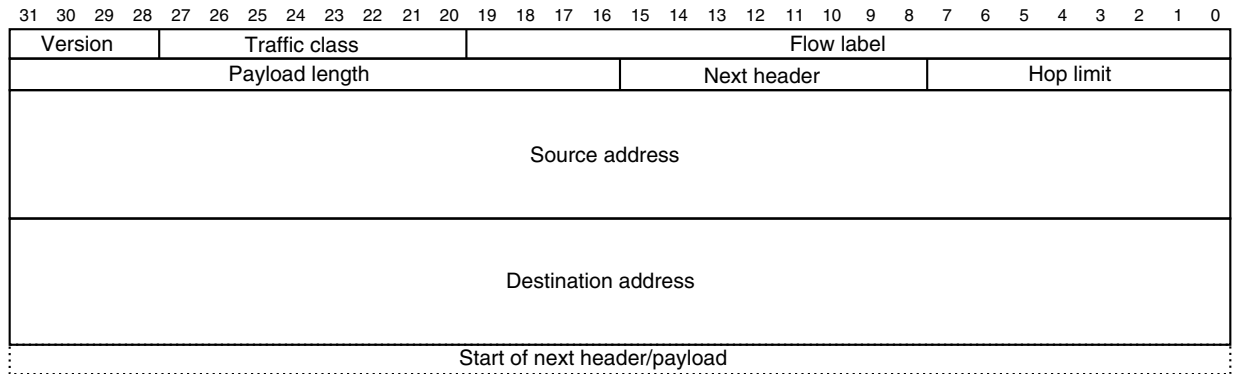 31 30 29 28 27 26 25 24 23 22 21 20 19 18 17 16 15 14 13 12 11 10 9 8 7 6 5 4 3 2 1 0
Version Traffic class Flow label
Payload length Next header Hop limit
Source address
Destination address
Start of next header/payload